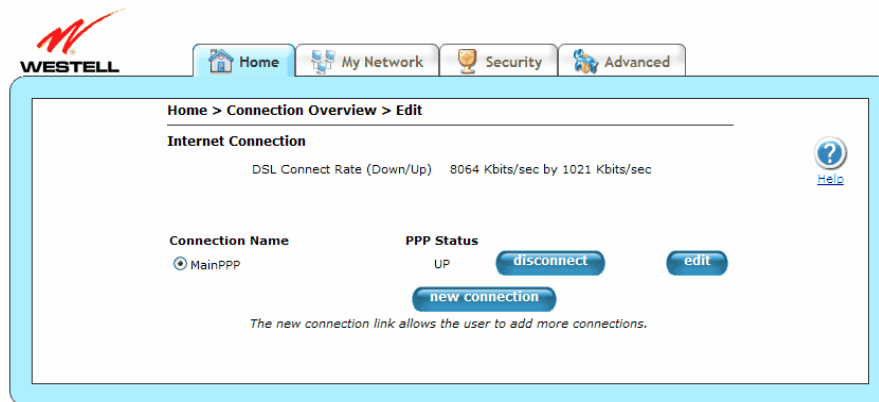 WESTELL
Home My Network Security Advanced
Home > Connection Overview > Edit
Internet Connection
DSL Connect Rate (Down/Up) 8064 Kbits/sec by 1021 Kbits/sec
Help
Connection Name PPP Status
MainPPP UP disconnect edit
new connection
The new connection link allows the user to add more connections.